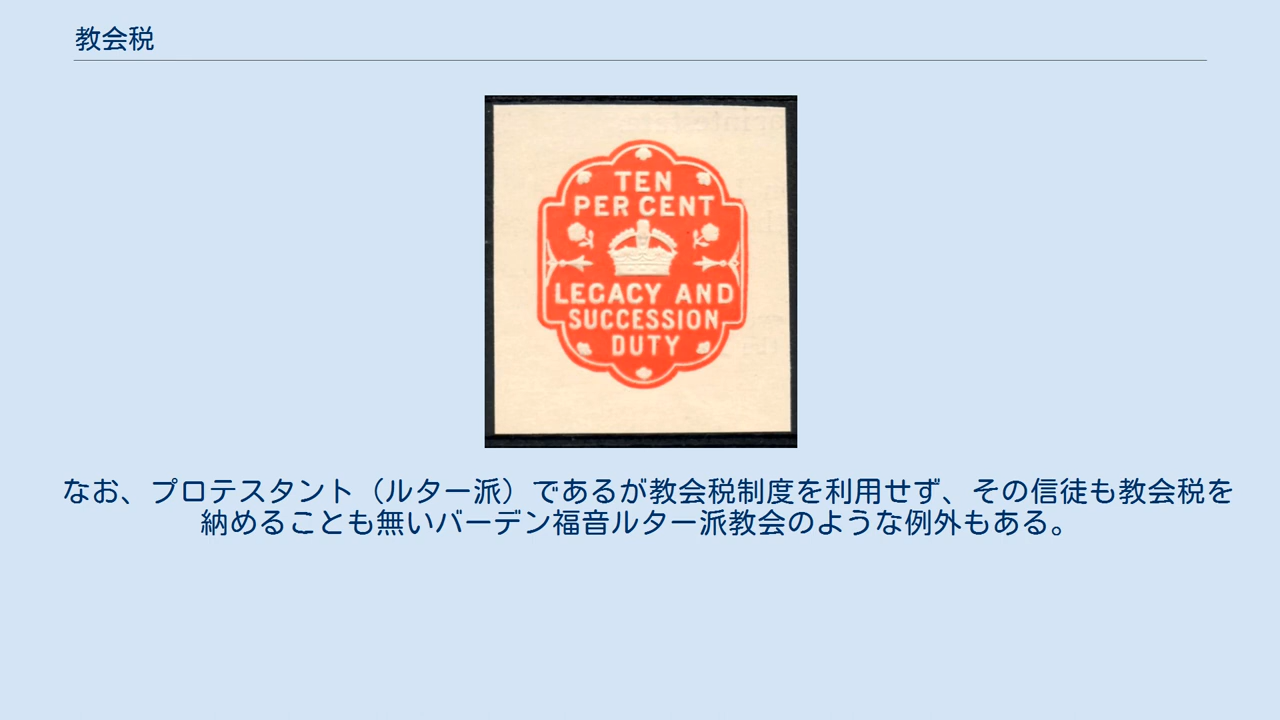 教会税
TEN
PER CENT
LEGACY AND
SUCCESSION
DUTY
なお、プロテスタント（ルター派）であるが教会税制度を利用せず、その信徒も教会税を
納めることも無いバーデン福音ルター派教会のような例外もある。